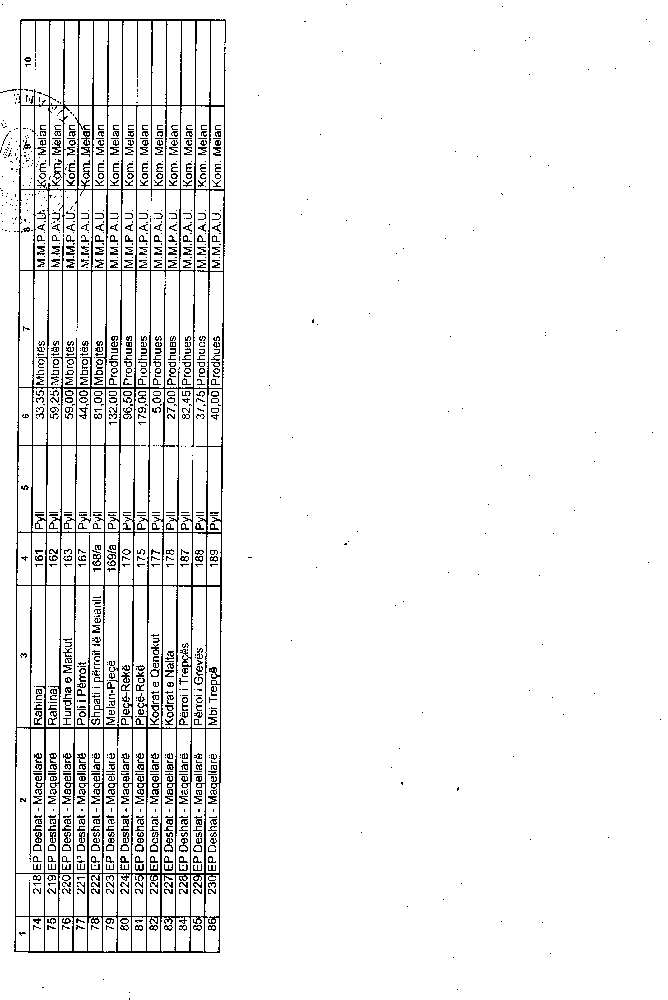 1 2 3 4 5 6 7 8 9 10
74 218 EP Deshat - Maqellarë Rahinaj 161 Pyll 33,35 Mbrojtës M.M.P.A.U. Kom. Melan
75 219 EP Deshat - Maqellarë Rahinaj 162 Pyll 59,25 Mbrojtës M.M.P.A.U. Kom. Melan
76 220 EP Deshat - Maqellarë Hurdha e Markut 163 Pyll 59,00 Mbrojtës M.M.P.A.U. Kom. Melan
77 221 EP Deshat - Maqellarë Poli i Përroit 167 Pyll 44,00 Mbrojtës M.M.P.A.U. Kom. Melan
78 222 EP Deshat - Maqellarë Shpati i përroit të Melanit 168/a Pyll 81,00 Mbrojtës M.M.P.A.U. Kom. Melan
79 223 EP Deshat - Maqellarë Melan-Pjeçë 169/a Pyll 132,00 Prodhues M.M.P.A.U. Kom. Melan
80 224 EP Deshat - Maqellarë Pjeçë-Rekë 170 Pyll 96,50 Prodhues M.M.P.A.U. Kom. Melan
81 225 EP Deshat - Maqellarë Pjeçë-Rekë 175 Pyll 179,00 Prodhues M.M.P.A.U. Kom. Melan
82 226 EP Deshat - Maqellarë Kodrat e Qenokut 177 Pyll 5,00 Prodhues M.M.P.A.U. Kom. Melan
83 227 EP Deshat - Maqellarë Kodrat e Nalta 178 Pyll 27,00 Prodhues M.M.P.A.U. Kom. Melan
84 228 EP Deshat - Maqellarë Përroi i Trepçës 187 Pyll 82,45 Prodhues M.M.P.A.U. Kom. Melan
85 229 EP Deshat - Maqellarë Përroi i Grevës 188 Pyll 37,75 Prodhues M.M.P.A.U. Kom. Melan
86 230 EP Deshat - Maqellarë Mbi Trepçë 189 Pyll 40,00 Prodhues M.M.P.A.U. Kom. Melan